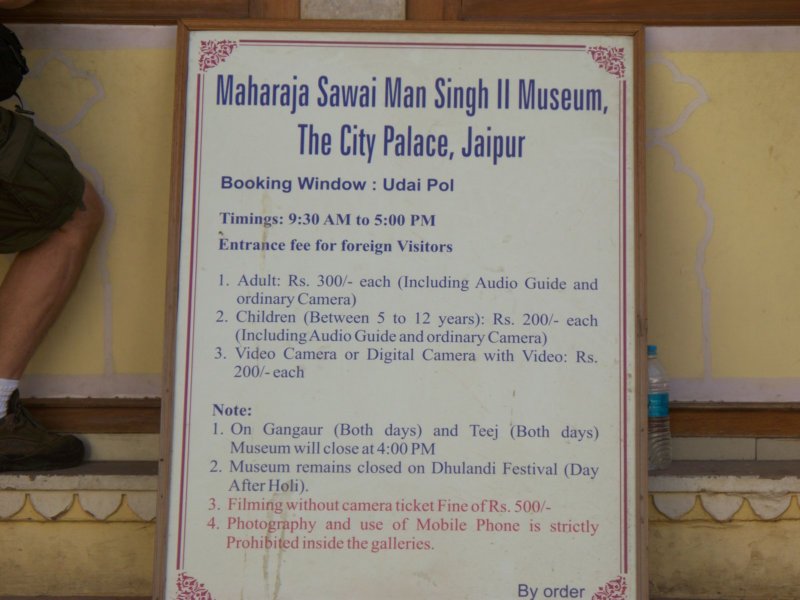 Maharaja Sawai Man Singh II Museum,
The City Palace, Jaipur
Booking Window : Udai Pol
Timings: 9:30 AM to 5:00 PM
Entrance fee for foreign Visitors
1. Adult: Rs. 300/- each (Including Audio Guide and
ordinary Camera)
2. Children (Between 5 to 12 years): Rs. 200/- each
(Including Audio Guide and ordinary Camera)
3. Video Camera or Digital Camera with Video: Rs.
200/- each
Note:
1. On Gangaur (Both days) and Teej (Both days)
Museum will close at 4:00 PM
2. Museum remains closed on Dhulandi Festival (Day
After Holi).
3. Filming without camera ticket Fine of Rs. 500/-
4. Photography and use of Mobile Phone is strictly
Prohibited inside the galleries.
By order